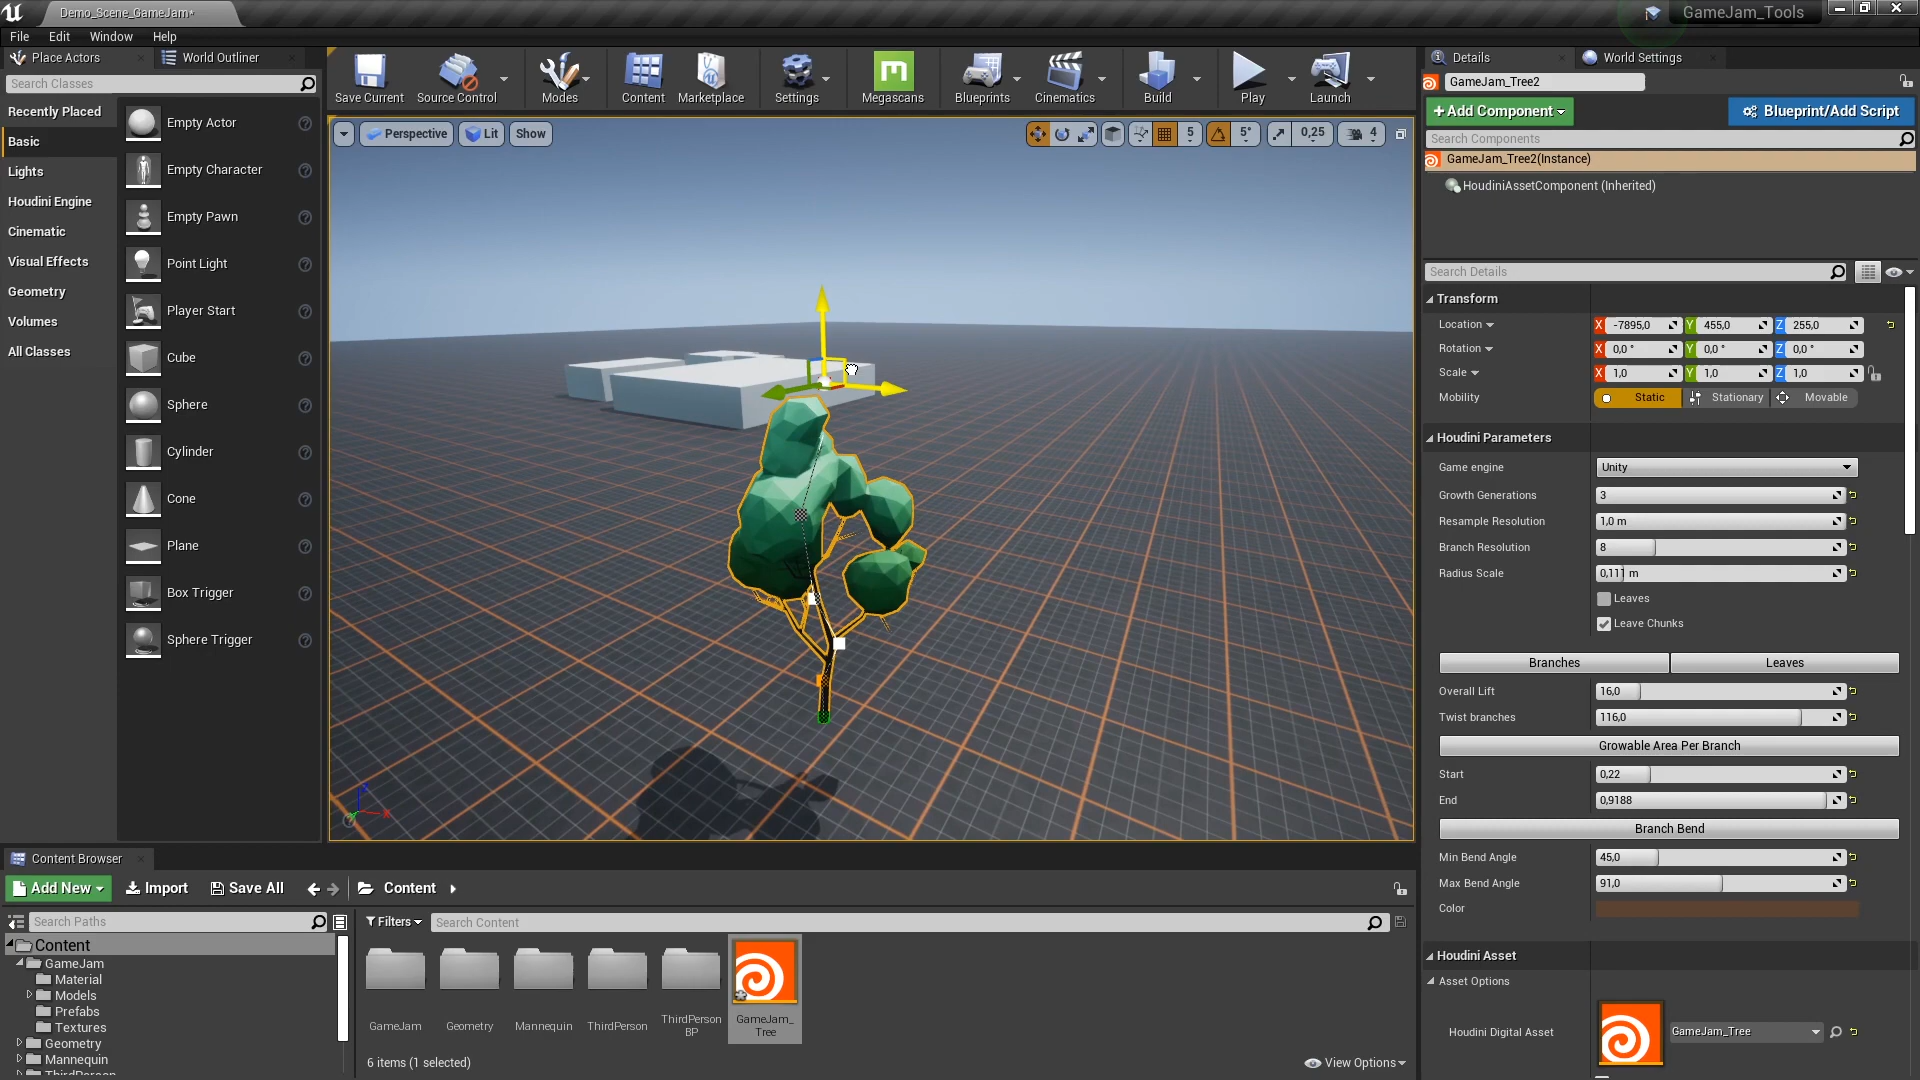 Demo_Scene_GameJam*
GameJam_Tools
File Edit Window Help
Place Actors
World Outliner
Search Classes
Recently Placed
Basic
Lights
Houdini Engine
Cinematic
Visual Effects
Geometry
Volumes
All Classes
Empty Actor
Empty Character
Empty Pawn
Point Light
Player Start
Cube
Sphere
Cylinder
Cone
Plane
Box Trigger
Sphere Trigger
Save Current
Source Control
Modes
Content
Marketplace
Settings
Megascans
Blueprints
Cinematics
Build
Play
Launch
Perspective
Lit
Show
5
5°
0,25
4
Details
World Settings
GameJam_Tree2
+Add Component
Blueprint/Add Script
Search Components
GameJam_Tree2(Instance)
HoudiniAssetComponent (Inherited)
Search Details
Transform
Location X -7895,0 Y 455,0 Z 255,0
Rotation X 0,0 ° Y 0,0 ° Z 0,0 °
Scale X 1,0 Y 1,0 Z 1,0
Mobility Static Stationary Movable
Houdini Parameters
Game engine Unity
Growth Generations 3
Resample Resolution 1,0 m
Branch Resolution 8
Radius Scale 0,111 m
Leaves
Leave Chunks
Branches Leaves
Overall Lift 16,0
Twist branches 116,0
Growable Area Per Branch
Start 0,22
End 0,9188
Branch Bend
Min Bend Angle 45,0
Max Bend Angle 91,0
Color
Houdini Asset
Asset Options
Houdini Digital Asset GameJam_Tree
Content Browser
Add New
Import
Save All
Content
Search Paths
Filters
Search Content
Content
GameJam
Material
Models
Prefabs
Textures
Geometry
Mannequin
ThirdPerson
GameJam
Geometry
Mannequin
ThirdPerson
ThirdPerson
BP
GameJam_
Tree
6 items (1 selected)
View Options